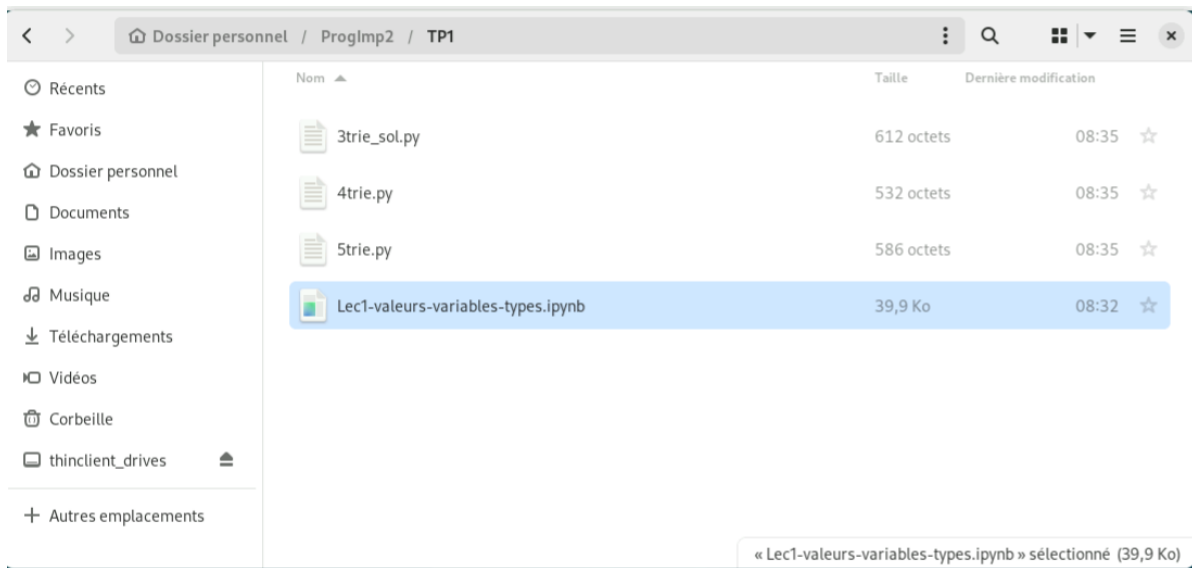 Dossier personnel / ProgImp2 / TP1
Récents
Favoris
Dossier personnel
Documents
Images
Musique
Téléchargements
Vidéos
Corbeille
thinclient_drives
Autres emplacements
Nom Taille Dernière modification
3trie_sol.py 612 octets 08:35
4trie.py 532 octets 08:35
5trie.py 586 octets 08:35
Lec1-valeurs-variables-types.ipynb 39,9 Ko 08:32
« Lec1-valeurs-variables-types.ipynb » sélectionné (39,9 Ko)